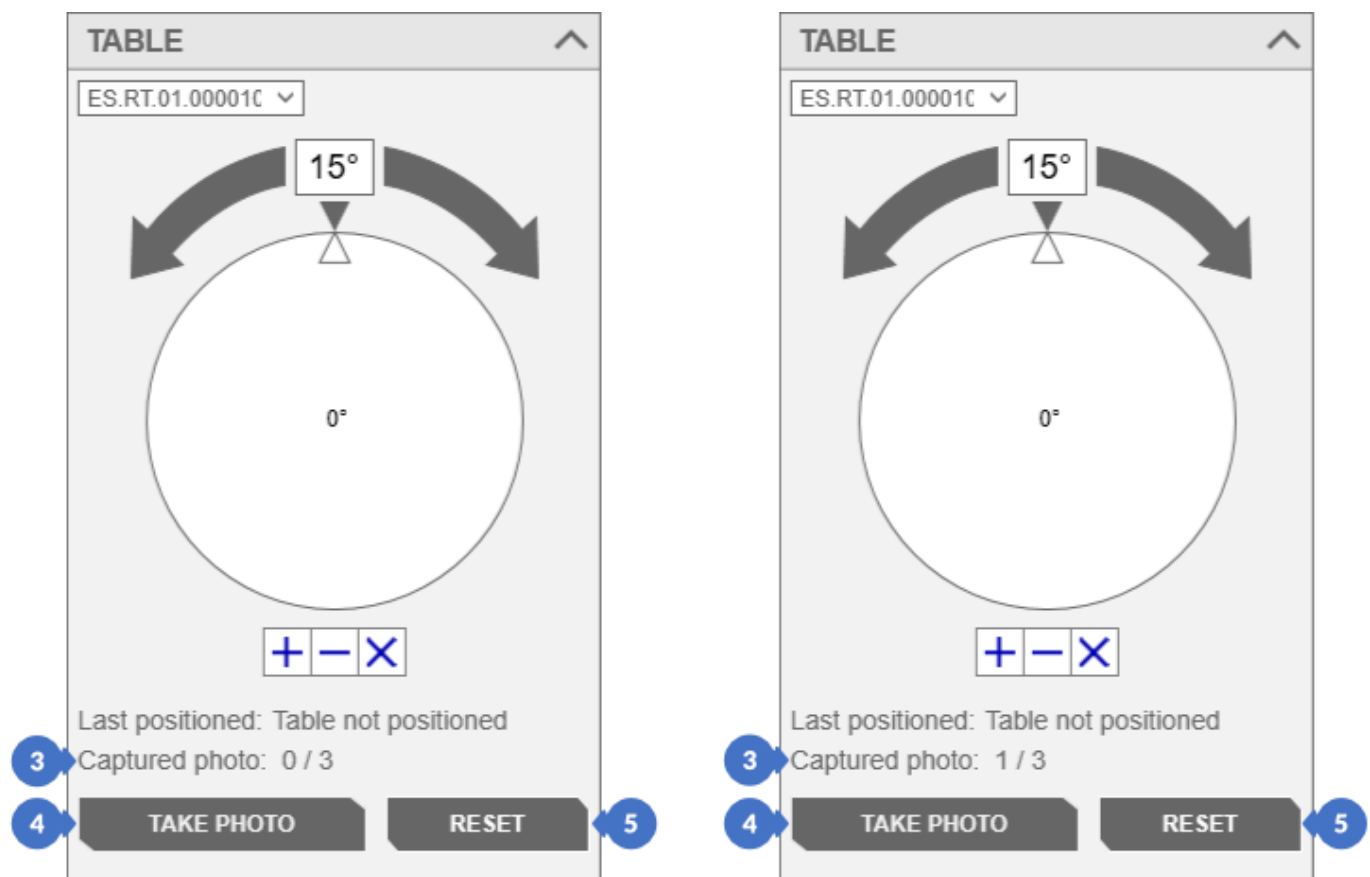 TABLE
ES.RT.01.00001
15°
0°
Last positioned: Table not positioned
3 Captured photo: 0 / 3
4 TAKE PHOTO RESET 5
TABLE
ES.RT.01.00001
15°
0°
Last positioned: Table not positioned
3 Captured photo: 1 / 3
4 TAKE PHOTO RESET 5